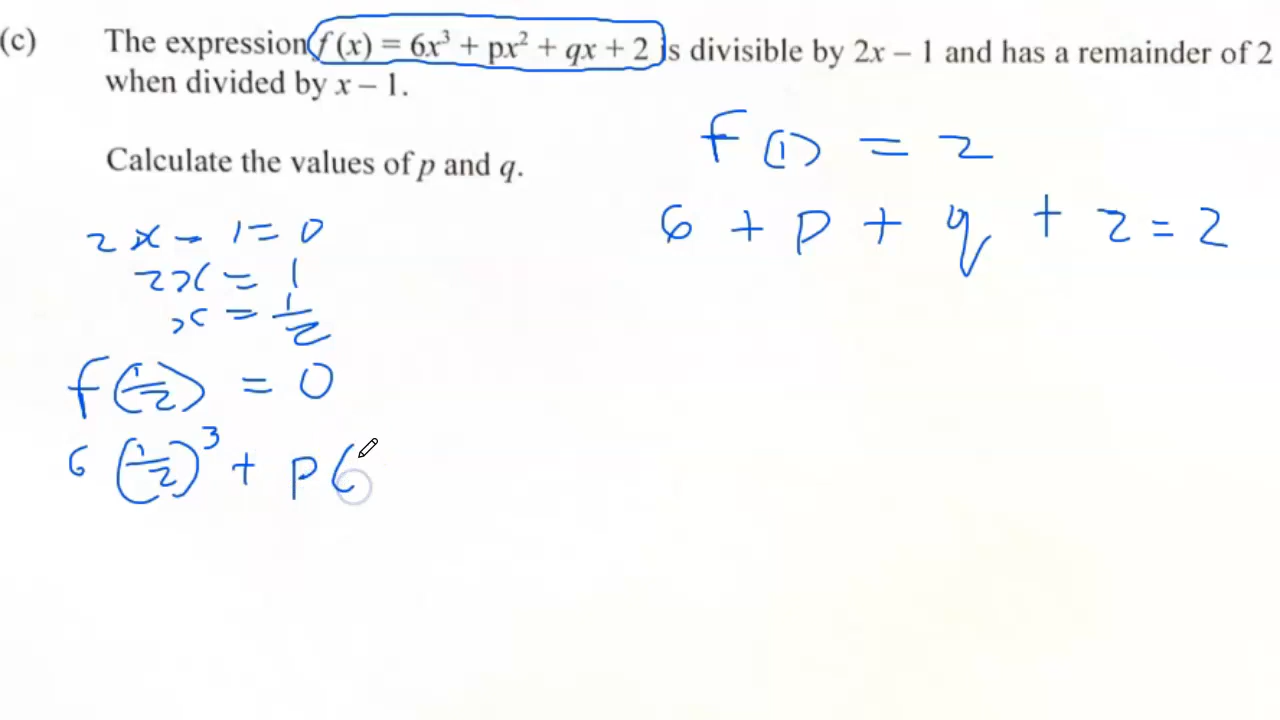 (c) The expression f (x) = 6x³ + px² + qx + 2 is divisible by 2x – 1 and has a remainder of 2
when divided by x – 1.
Calculate the values of p and q.
f (1) = 2
6 + p + q + 2 = 2
2x - 1 = 0
2x = 1
x = 1/2
f (1/2) = 0
6 (1/2)³ + p (